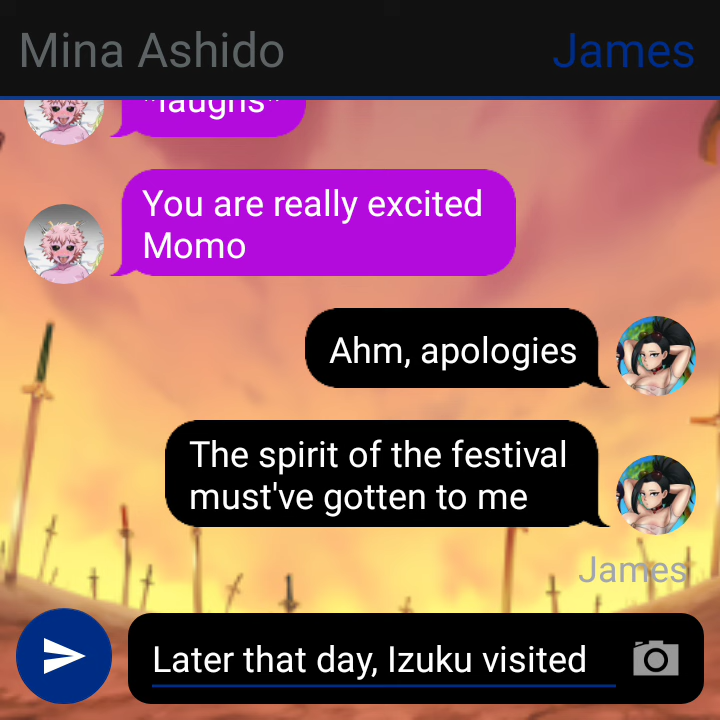 Mina Ashido
James
*laughs*
You are really excited
Momo
Ahm, apologies
The spirit of the festival
must've gotten to me
James
Later that day, Izuku visited